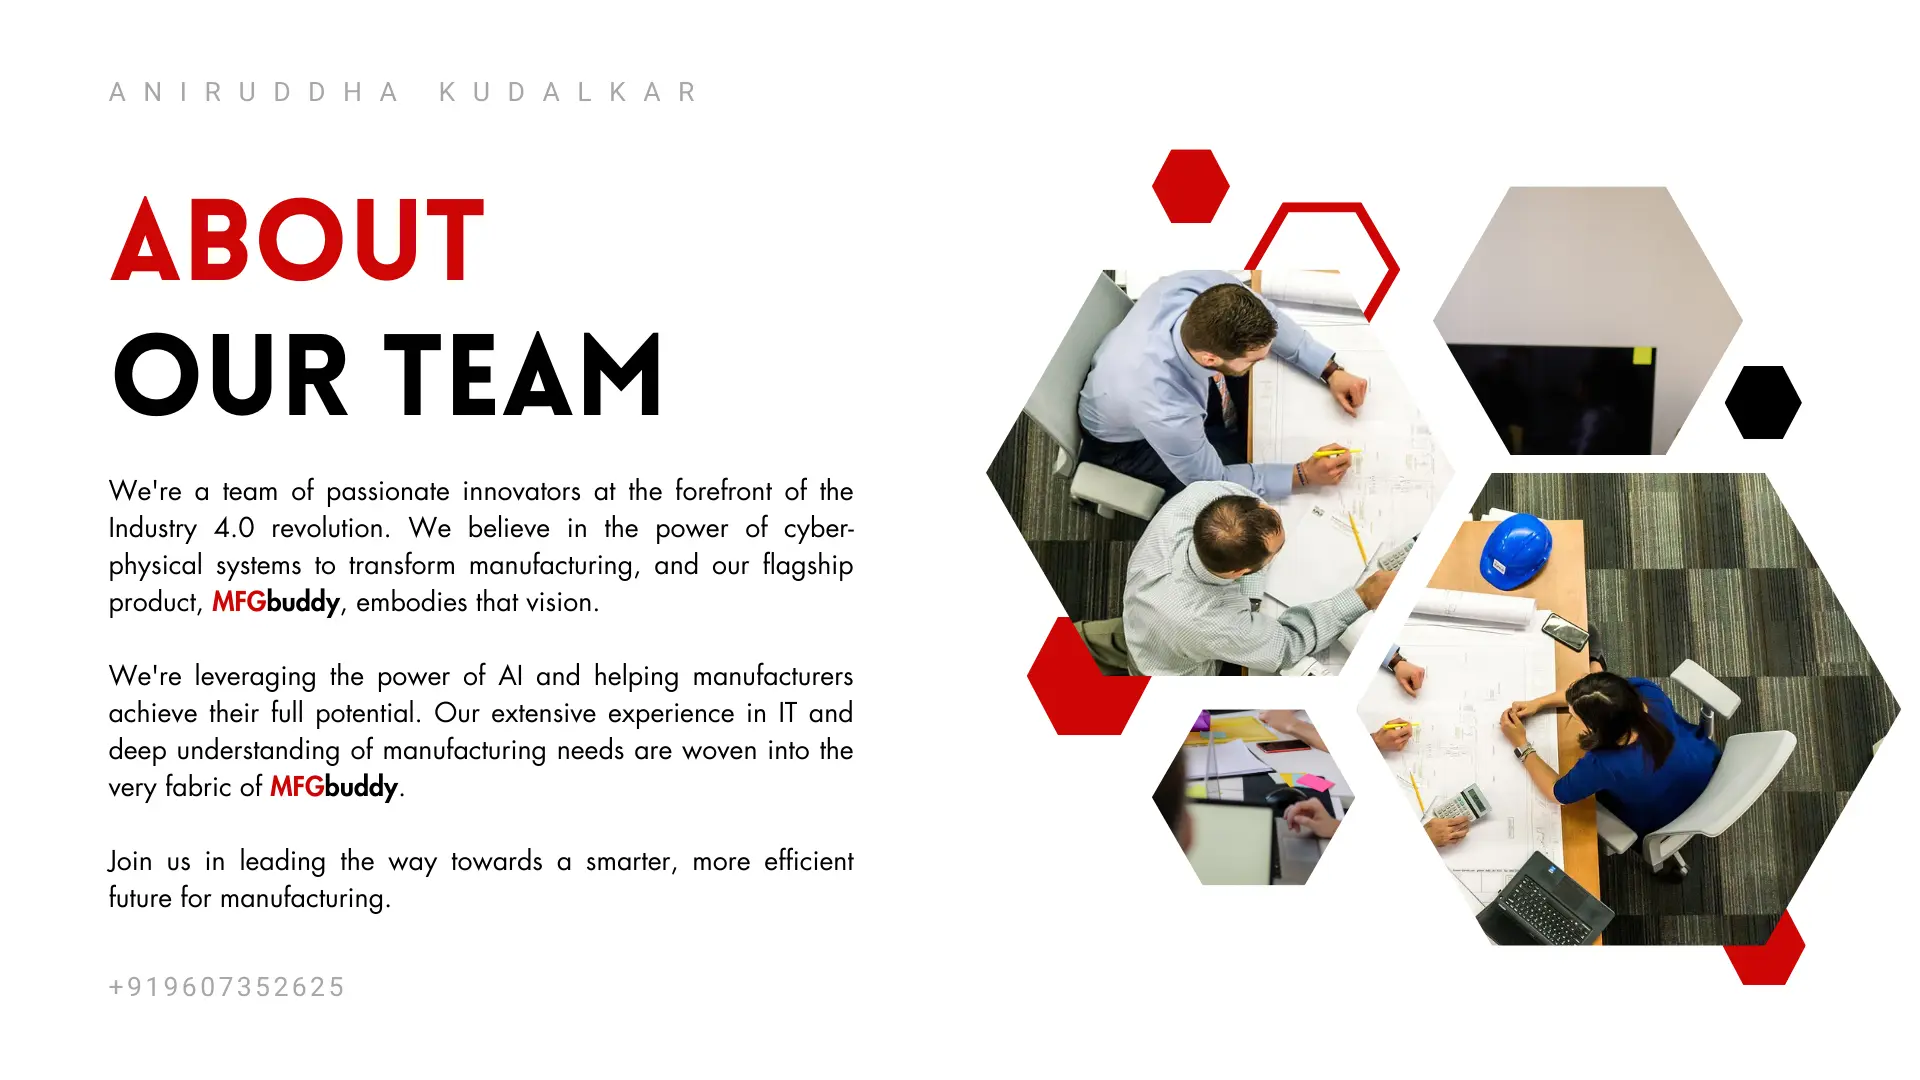 ANIRUDDHA KUDALKAR
ABOUT
OUR TEAM
We're a team of passionate innovators at the forefront of the
Industry 4.0 revolution. We believe in the power of cyber-
physical systems to transform manufacturing, and our flagship
product, MFGbuddy, embodies that vision.
We're leveraging the power of AI and helping manufacturers
achieve their full potential. Our extensive experience in IT and
deep understanding of manufacturing needs are woven into the
very fabric of MFGbuddy.
Join us in leading the way towards a smarter, more efficient
future for manufacturing.
+919607352625